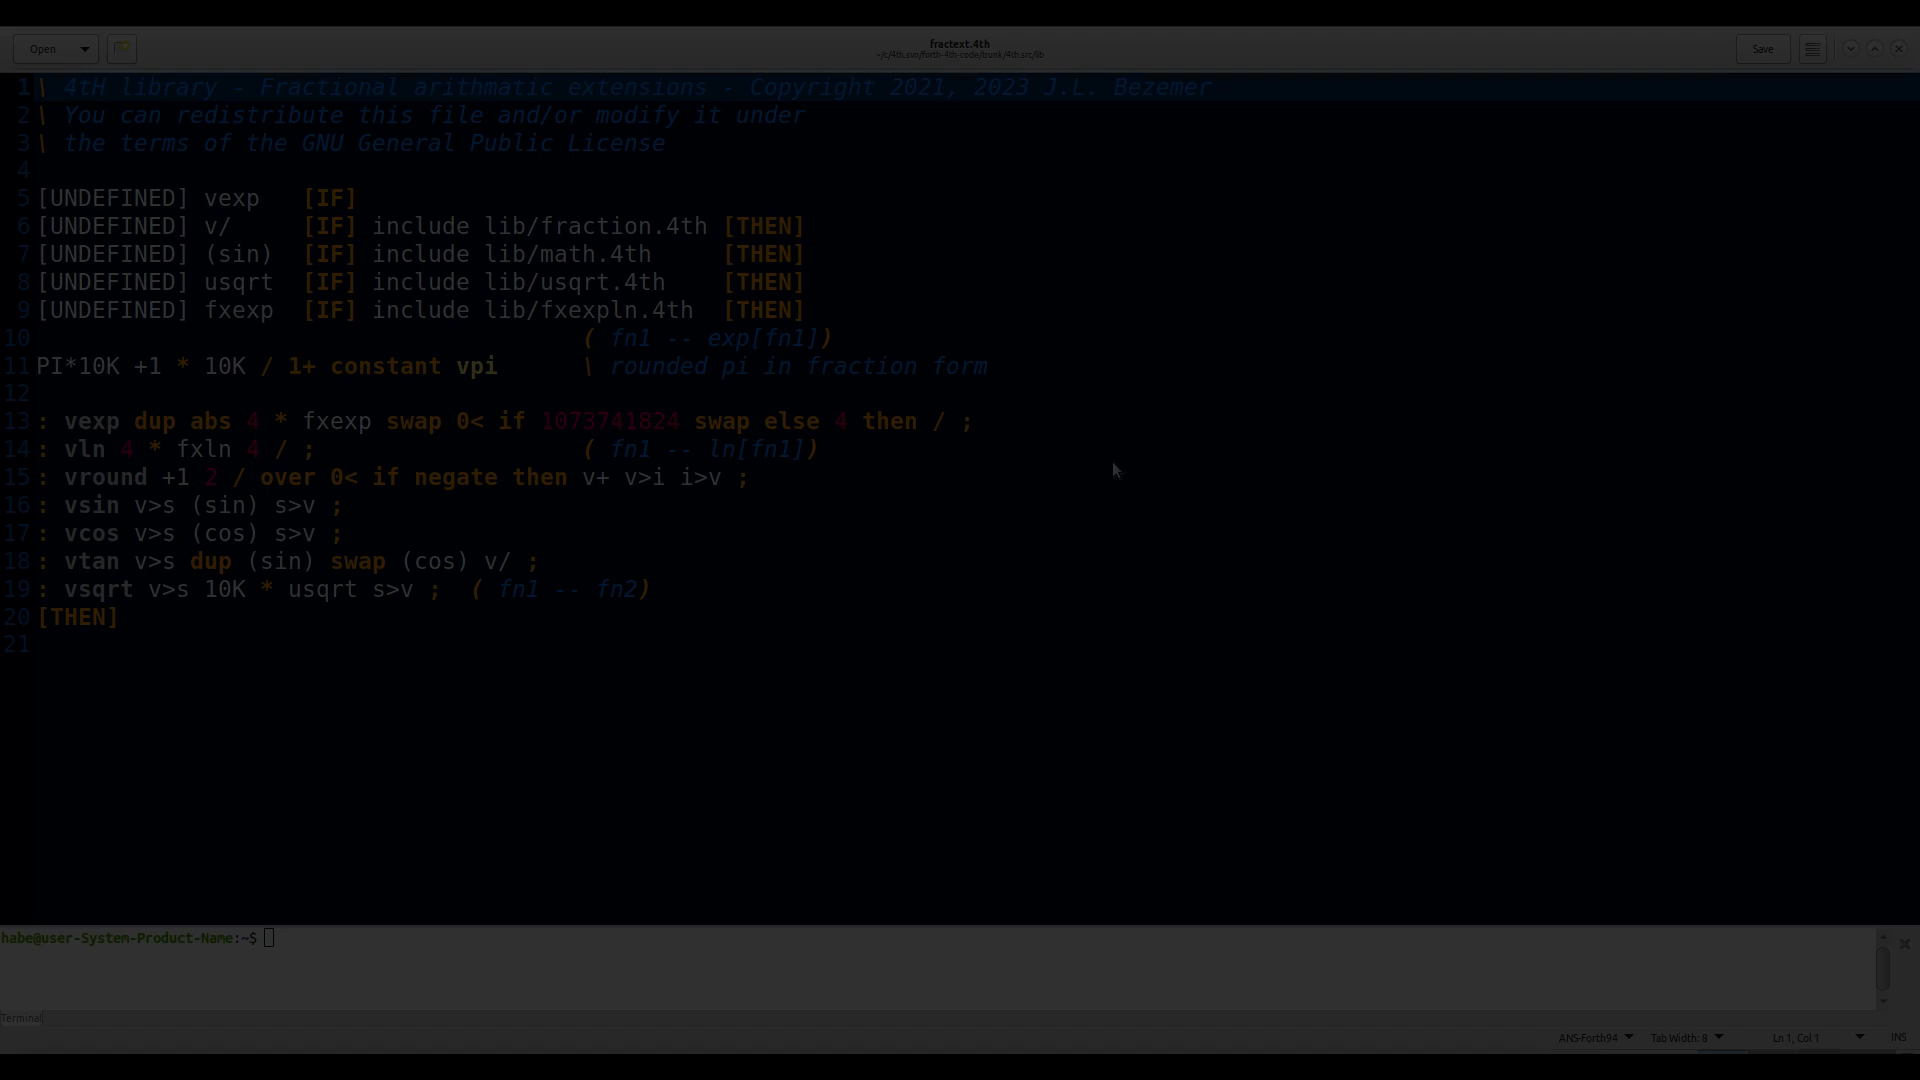 Open
fractext.4th
~/c/4th.svn/forth-4th-code/trunk/4th.src/lib
Save
1 \ 4tH library - Fractional arithmatic extensions - Copyright 2021, 2023 J.L. Bezemer
2 \ You can redistribute this file and/or modify it under
3 \ the terms of the GNU General Public License
4
5 [UNDEFINED] vexp   [IF]
6 [UNDEFINED] v/     [IF] include lib/fraction.4th [THEN]
7 [UNDEFINED] (sin)  [IF] include lib/math.4th     [THEN]
8 [UNDEFINED] usqrt  [IF] include lib/usqrt.4th    [THEN]
9 [UNDEFINED] fxexp  [IF] include lib/fxexpln.4th  [THEN]
10                                        ( fn1 -- exp[fn1])
11 PI*10K +1 * 10K / 1+ constant vpi      \ rounded pi in fraction form
12
13 : vexp dup abs 4 * fxexp swap 0< if 1073741824 swap else 4 then / ;
14 : vln 4 * fxln 4 / ;                   ( fn1 -- ln[fn1])
15 : vround +1 2 / over 0< if negate then v+ v>i i>v ;
16 : vsin v>s (sin) s>v ;
17 : vcos v>s (cos) s>v ;
18 : vtan v>s dup (sin) swap (cos) v/ ;
19 : vsqrt v>s 10K * usqrt s>v ;  ( fn1 -- fn2)
20 [THEN]
21
habe@user-System-Product-Name:~$
Terminal
ANS-Forth94 Tab Width: 8 Ln 1, Col 1 INS